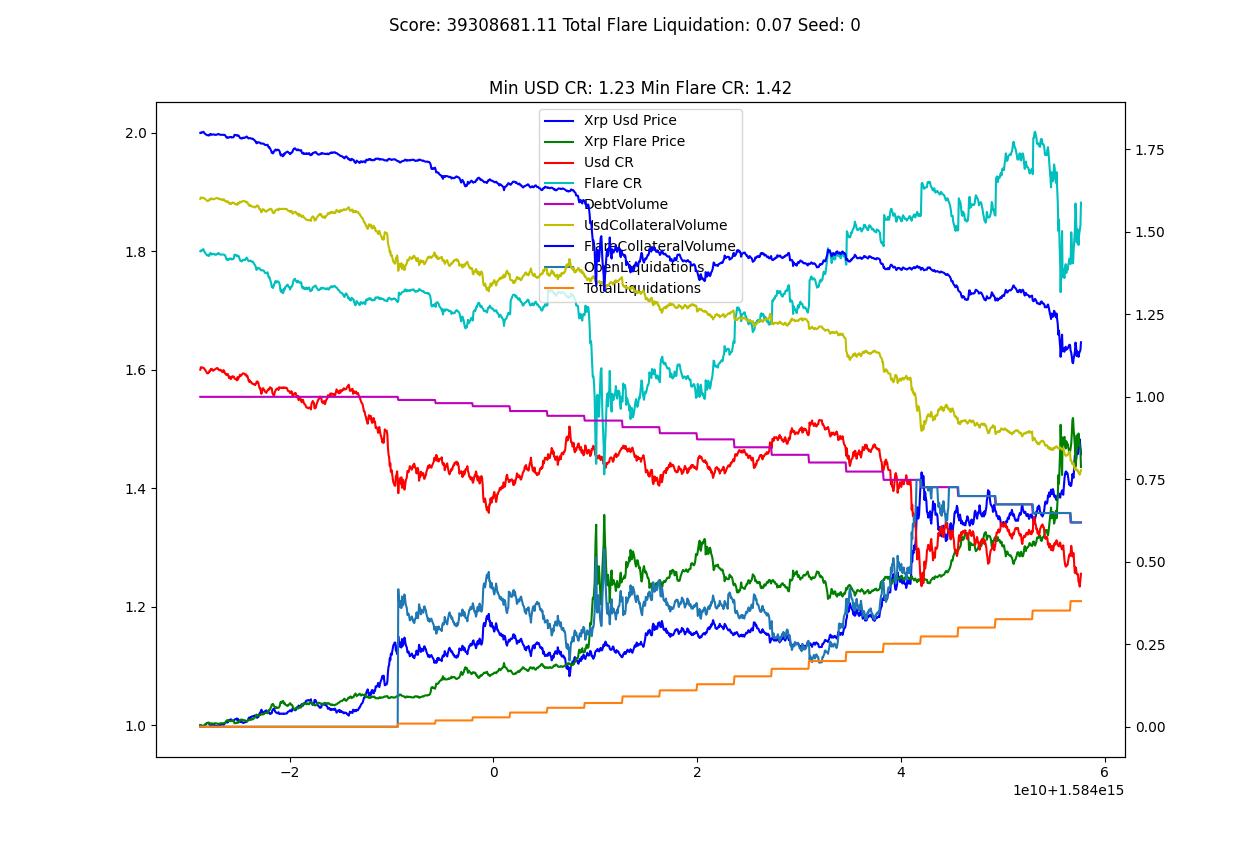 Score: 39308681.11 Total Flare Liquidation: 0.07 Seed: 0
Min USD CR: 1.23 Min Flare CR: 1.42
Xrp Usd Price
Xrp Flare Price
Usd CR
Flare CR
DebtVolume
UsdCollateralVolume
FlareCollateralVolume
OpenLiquidations
TotalLiquidations
2.0
1.8
1.6
1.4
1.2
1.0
1.75
1.50
1.25
1.00
0.75
0.50
0.25
0.00
−2
0
2
4
6
1e10+1.584e15